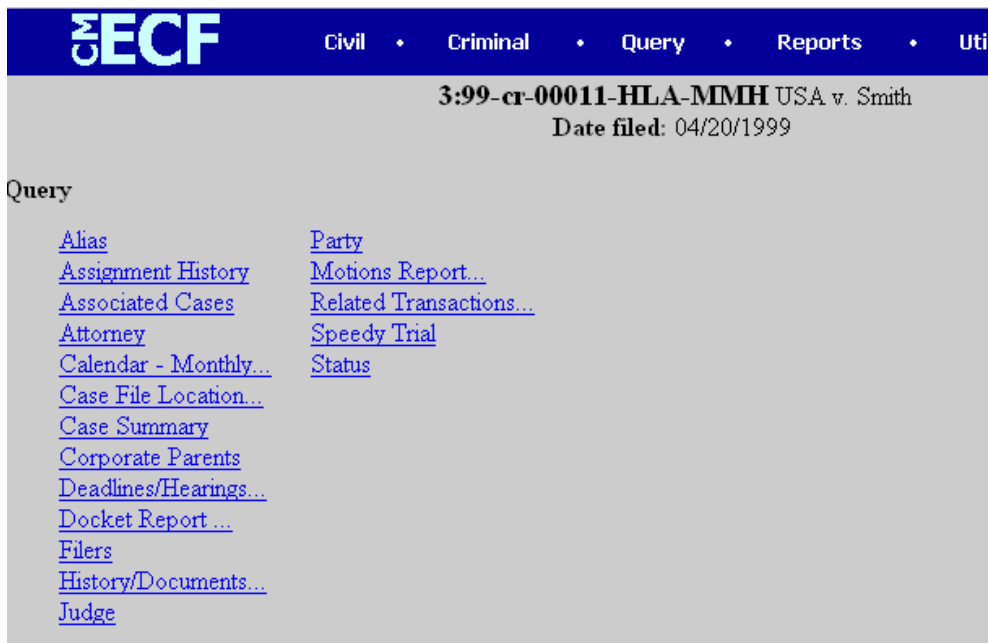 CM ECF Civil • Criminal • Query • Reports • Uti
3:99-cr-00011-HLA-MMH USA v. Smith
Date filed: 04/20/1999
Query
Alias
Assignment History
Associated Cases
Attorney
Calendar - Monthly...
Case File Location...
Case Summary
Corporate Parents
Deadlines/Hearings...
Docket Report ...
Filers
History/Documents...
Judge
Party
Motions Report...
Related Transactions...
Speedy Trial
Status